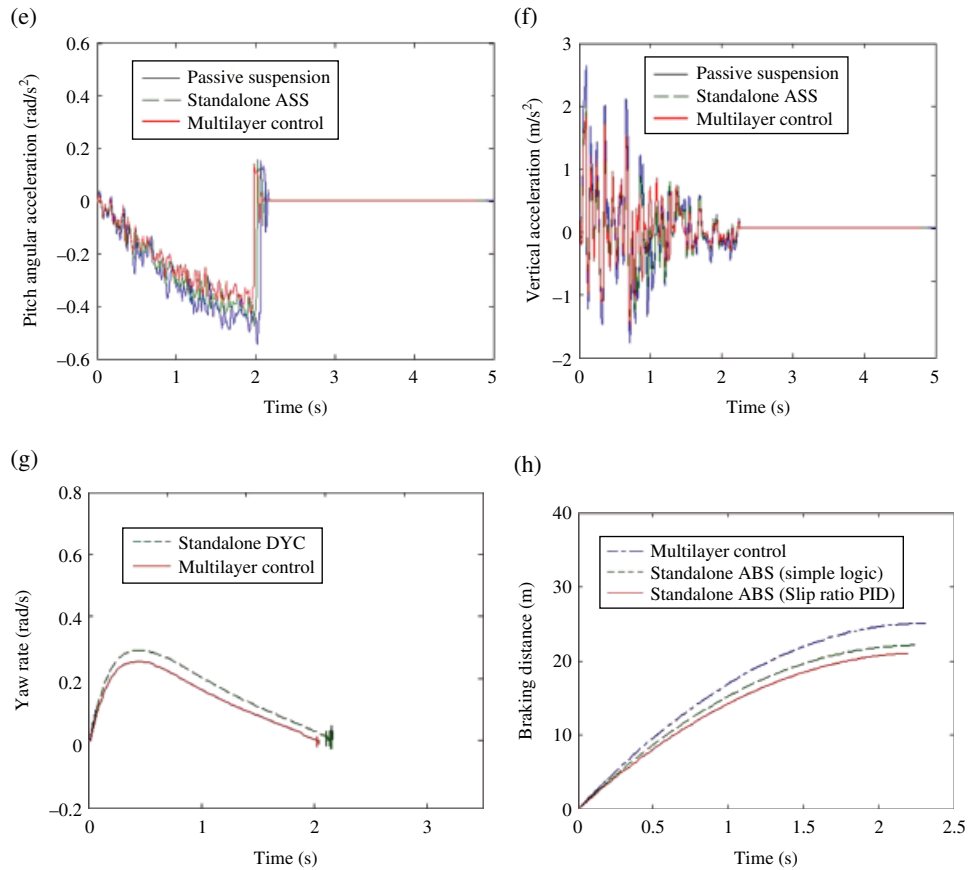 (e)
0.6
0.4
0.2
0
−0.2
−0.4
−0.6
Pitch angular acceleration (rad/s²)
Passive suspension
Standalone ASS
Multilayer control
0 1 2 3 4 5
Time (s)
(f)
3
2
1
0
−1
−2
Vertical acceleration (m/s²)
Passive suspension
Standalone ASS
Multilayer control
0 1 2 3 4 5
Time (s)
(g)
0.8
0.6
0.4
0.2
0
−0.2
Yaw rate (rad/s)
Standalone DYC
Multilayer control
0 1 2 3
Time (s)
(h)
40
30
20
10
0
Braking distance (m)
Multilayer control
Standalone ABS (simple logic)
Standalone ABS (Slip ratio PID)
0 0.5 1 1.5 2 2.5
Time (s)